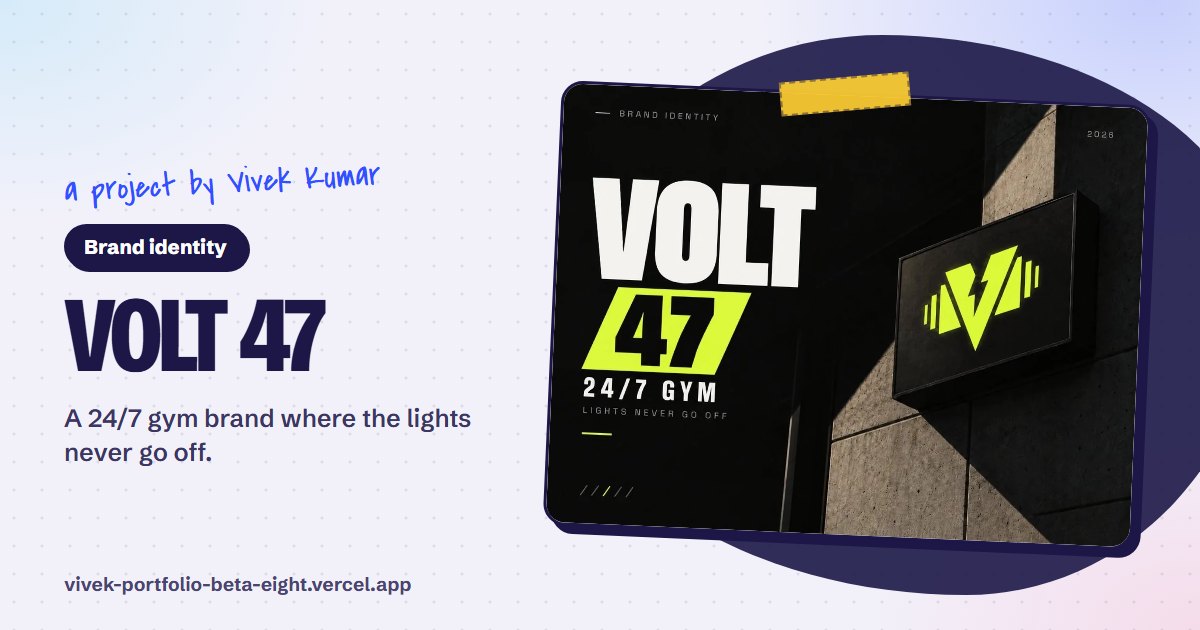 a project by Vivek Kumar
Brand identity
VOLT 47
A 24/7 gym brand where the lights
never go off.
vivek-portfolio-beta-eight.vercel.app
BRAND IDENTITY
2026
VOLT
47
24/7 GYM
LIGHTS NEVER GO OFF